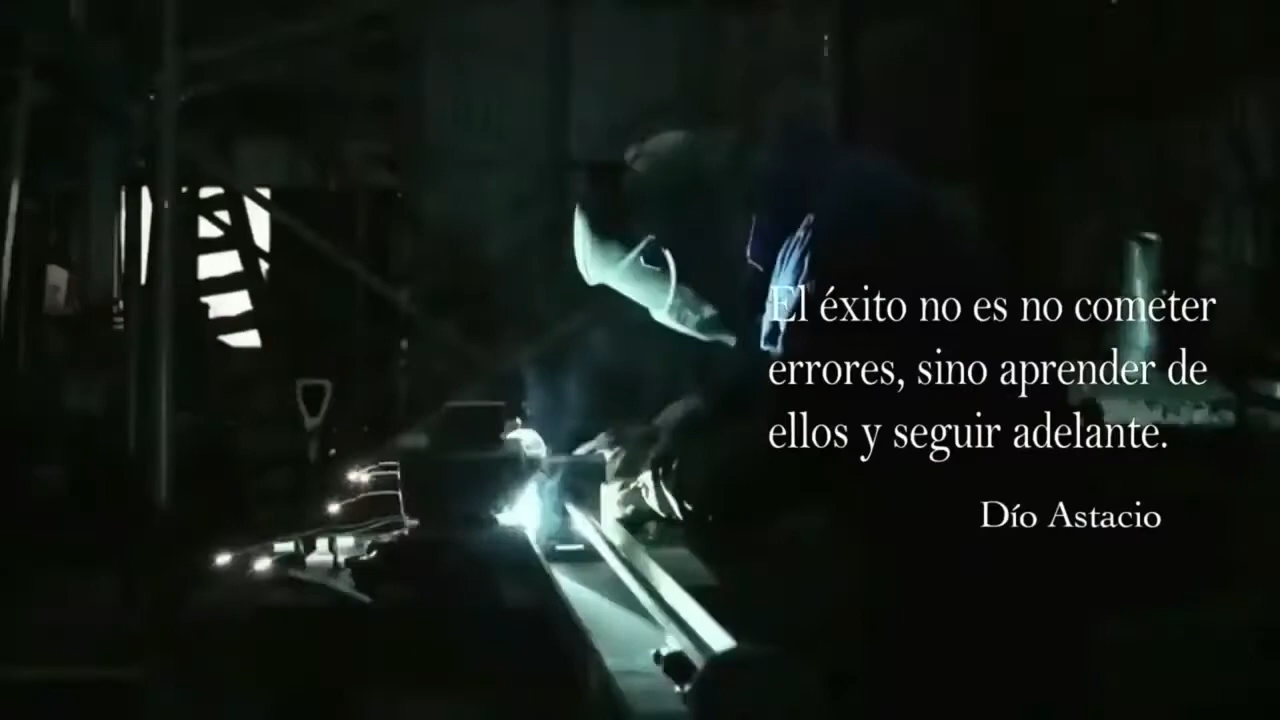 El éxito no es no cometer
errores, sino aprender de
ellos y seguir adelante.
Dío Astacio